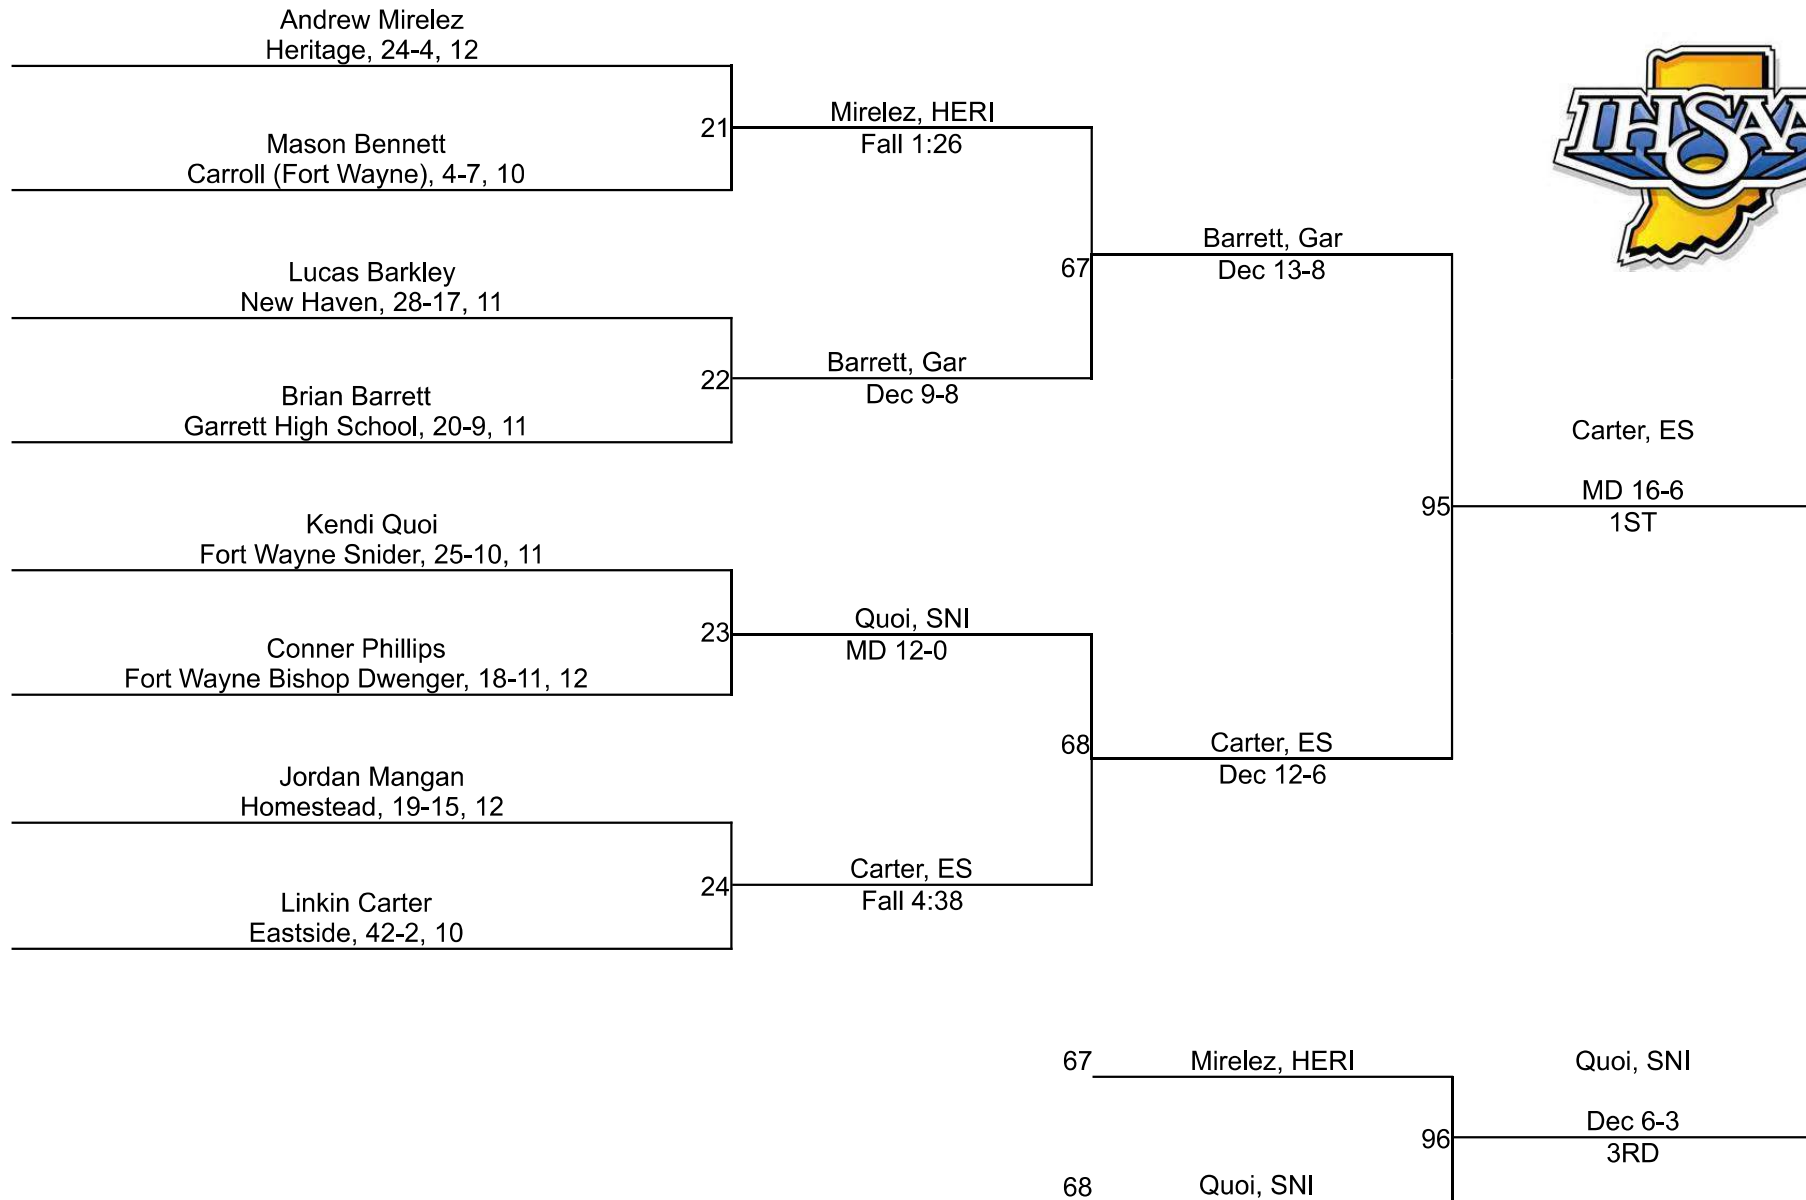 Andrew Mirelez
Heritage, 24-4, 12
21
Mirelez, HERI
Fall 1:26
Mason Bennett
Carroll (Fort Wayne), 4-7, 10
IHSAA
67
Barrett, Gar
Dec 13-8
Lucas Barkley
New Haven, 28-17, 11
22
Barrett, Gar
Dec 9-8
Brian Barrett
Garrett High School, 20-9, 11
95
Carter, ES
MD 16-6
1ST
Kendi Quoi
Fort Wayne Snider, 25-10, 11
23
Quoi, SNI
MD 12-0
Conner Phillips
Fort Wayne Bishop Dwenger, 18-11, 12
68
Carter, ES
Dec 12-6
Jordan Mangan
Homestead, 19-15, 12
24
Carter, ES
Fall 4:38
Linkin Carter
Eastside, 42-2, 10
67
Mirelez, HERI
96
Quoi, SNI
Dec 6-3
3RD
68
Quoi, SNI